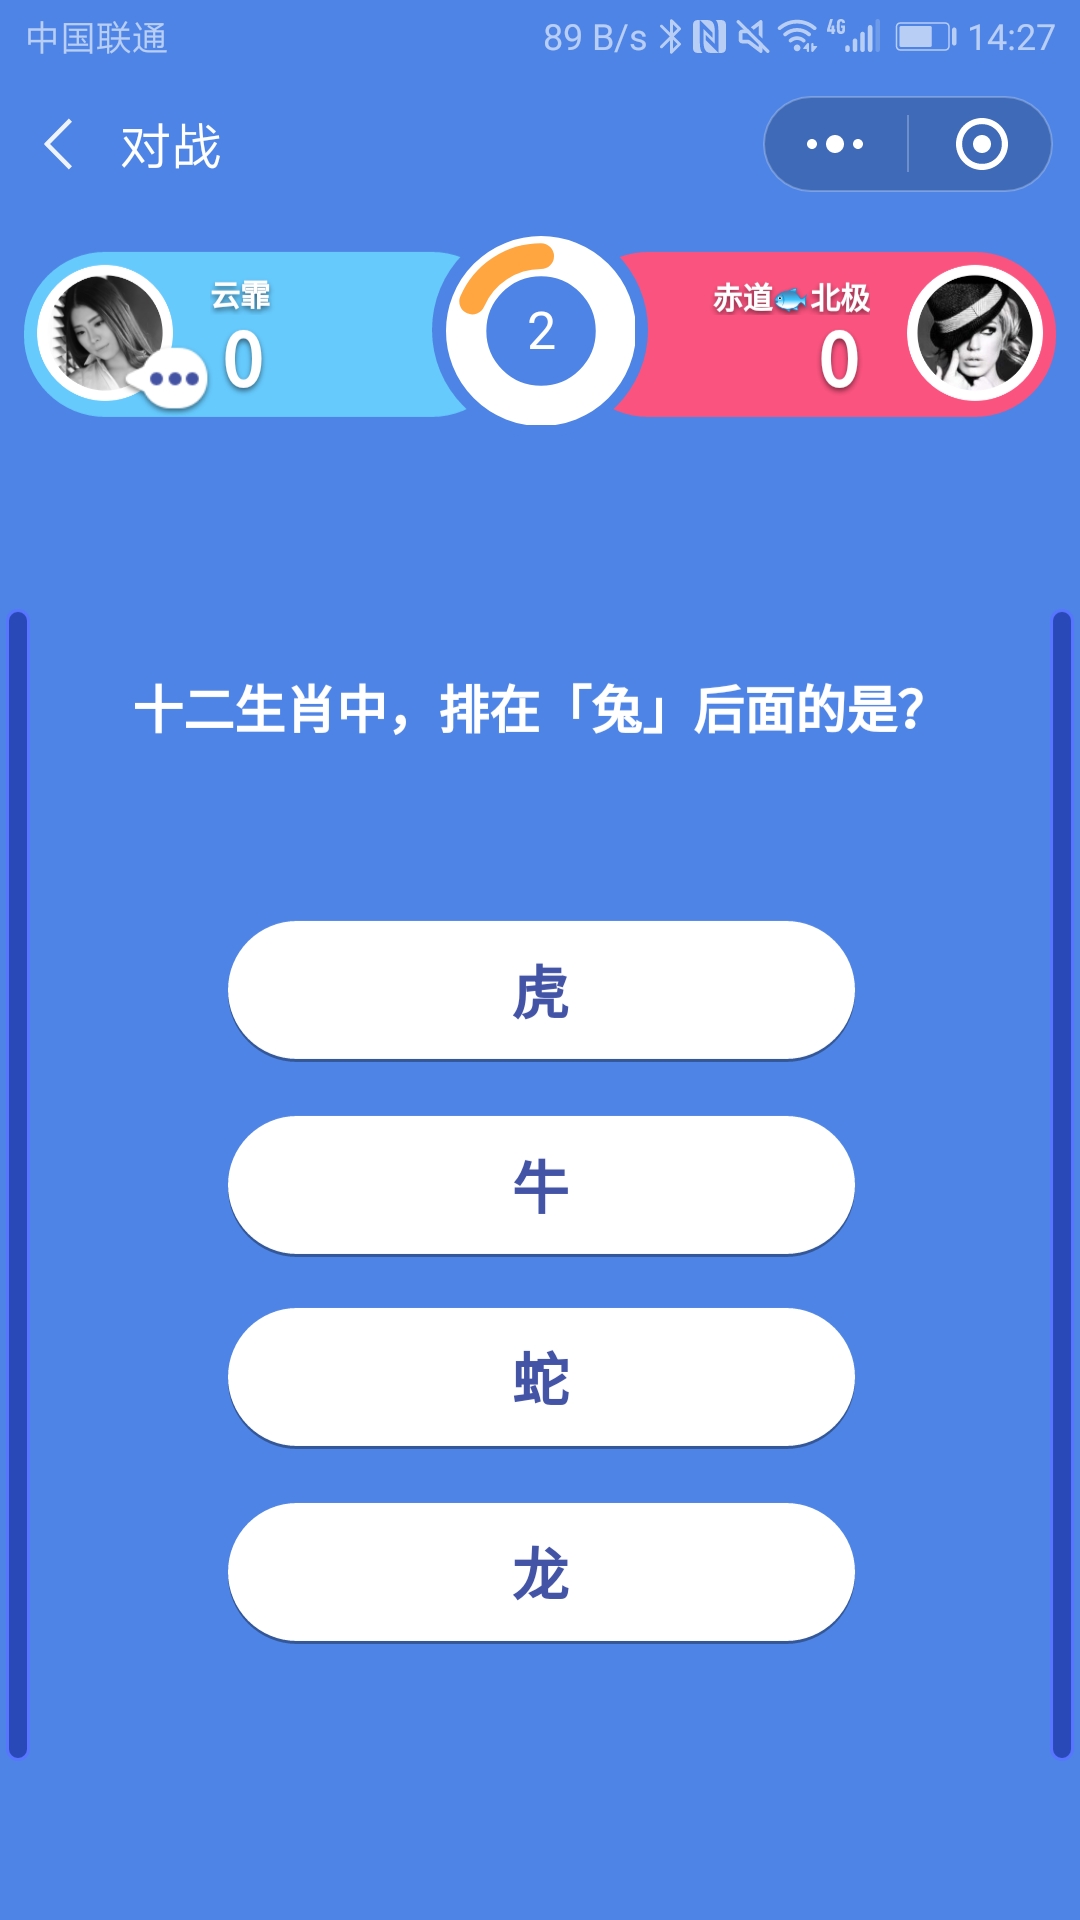 中国联通 89 B/s 4G 14:27
对战
云霏 赤道🐟北极
0 2 0
十二生肖中，排在「兔」后面的是？
虎
牛
蛇
龙